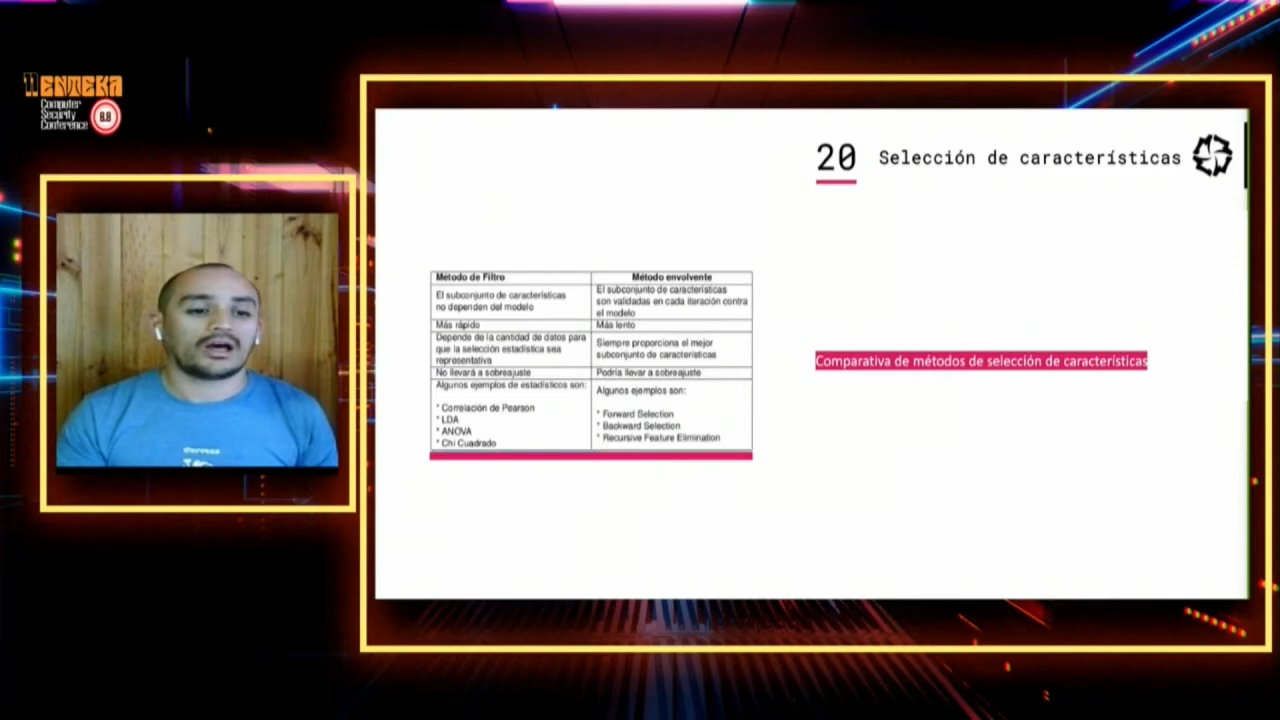 11ENTEKA
Computer
Security
Conference
8.8
20 Selección de características
Método de Filtro
Método envolvente
El subconjunto de características
no dependen del modelo
El subconjunto de características
son validadas en cada iteración contra
el modelo
Más rápido
Más lento
Depende de la cantidad de datos para
que la selección estadística sea
representativa
Siempre proporciona el mejor
subconjunto de características
No llevará a sobreajuste
Podría llevar a sobreajuste
Algunos ejemplos de estadísticos son:
* Correlación de Pearson
* LDA
* ANOVA
* Chi Cuadrado
Algunos ejemplos son:
* Forward Selection
* Backward Selection
* Recursive Feature Elimination
Comparativa de métodos de selección de características